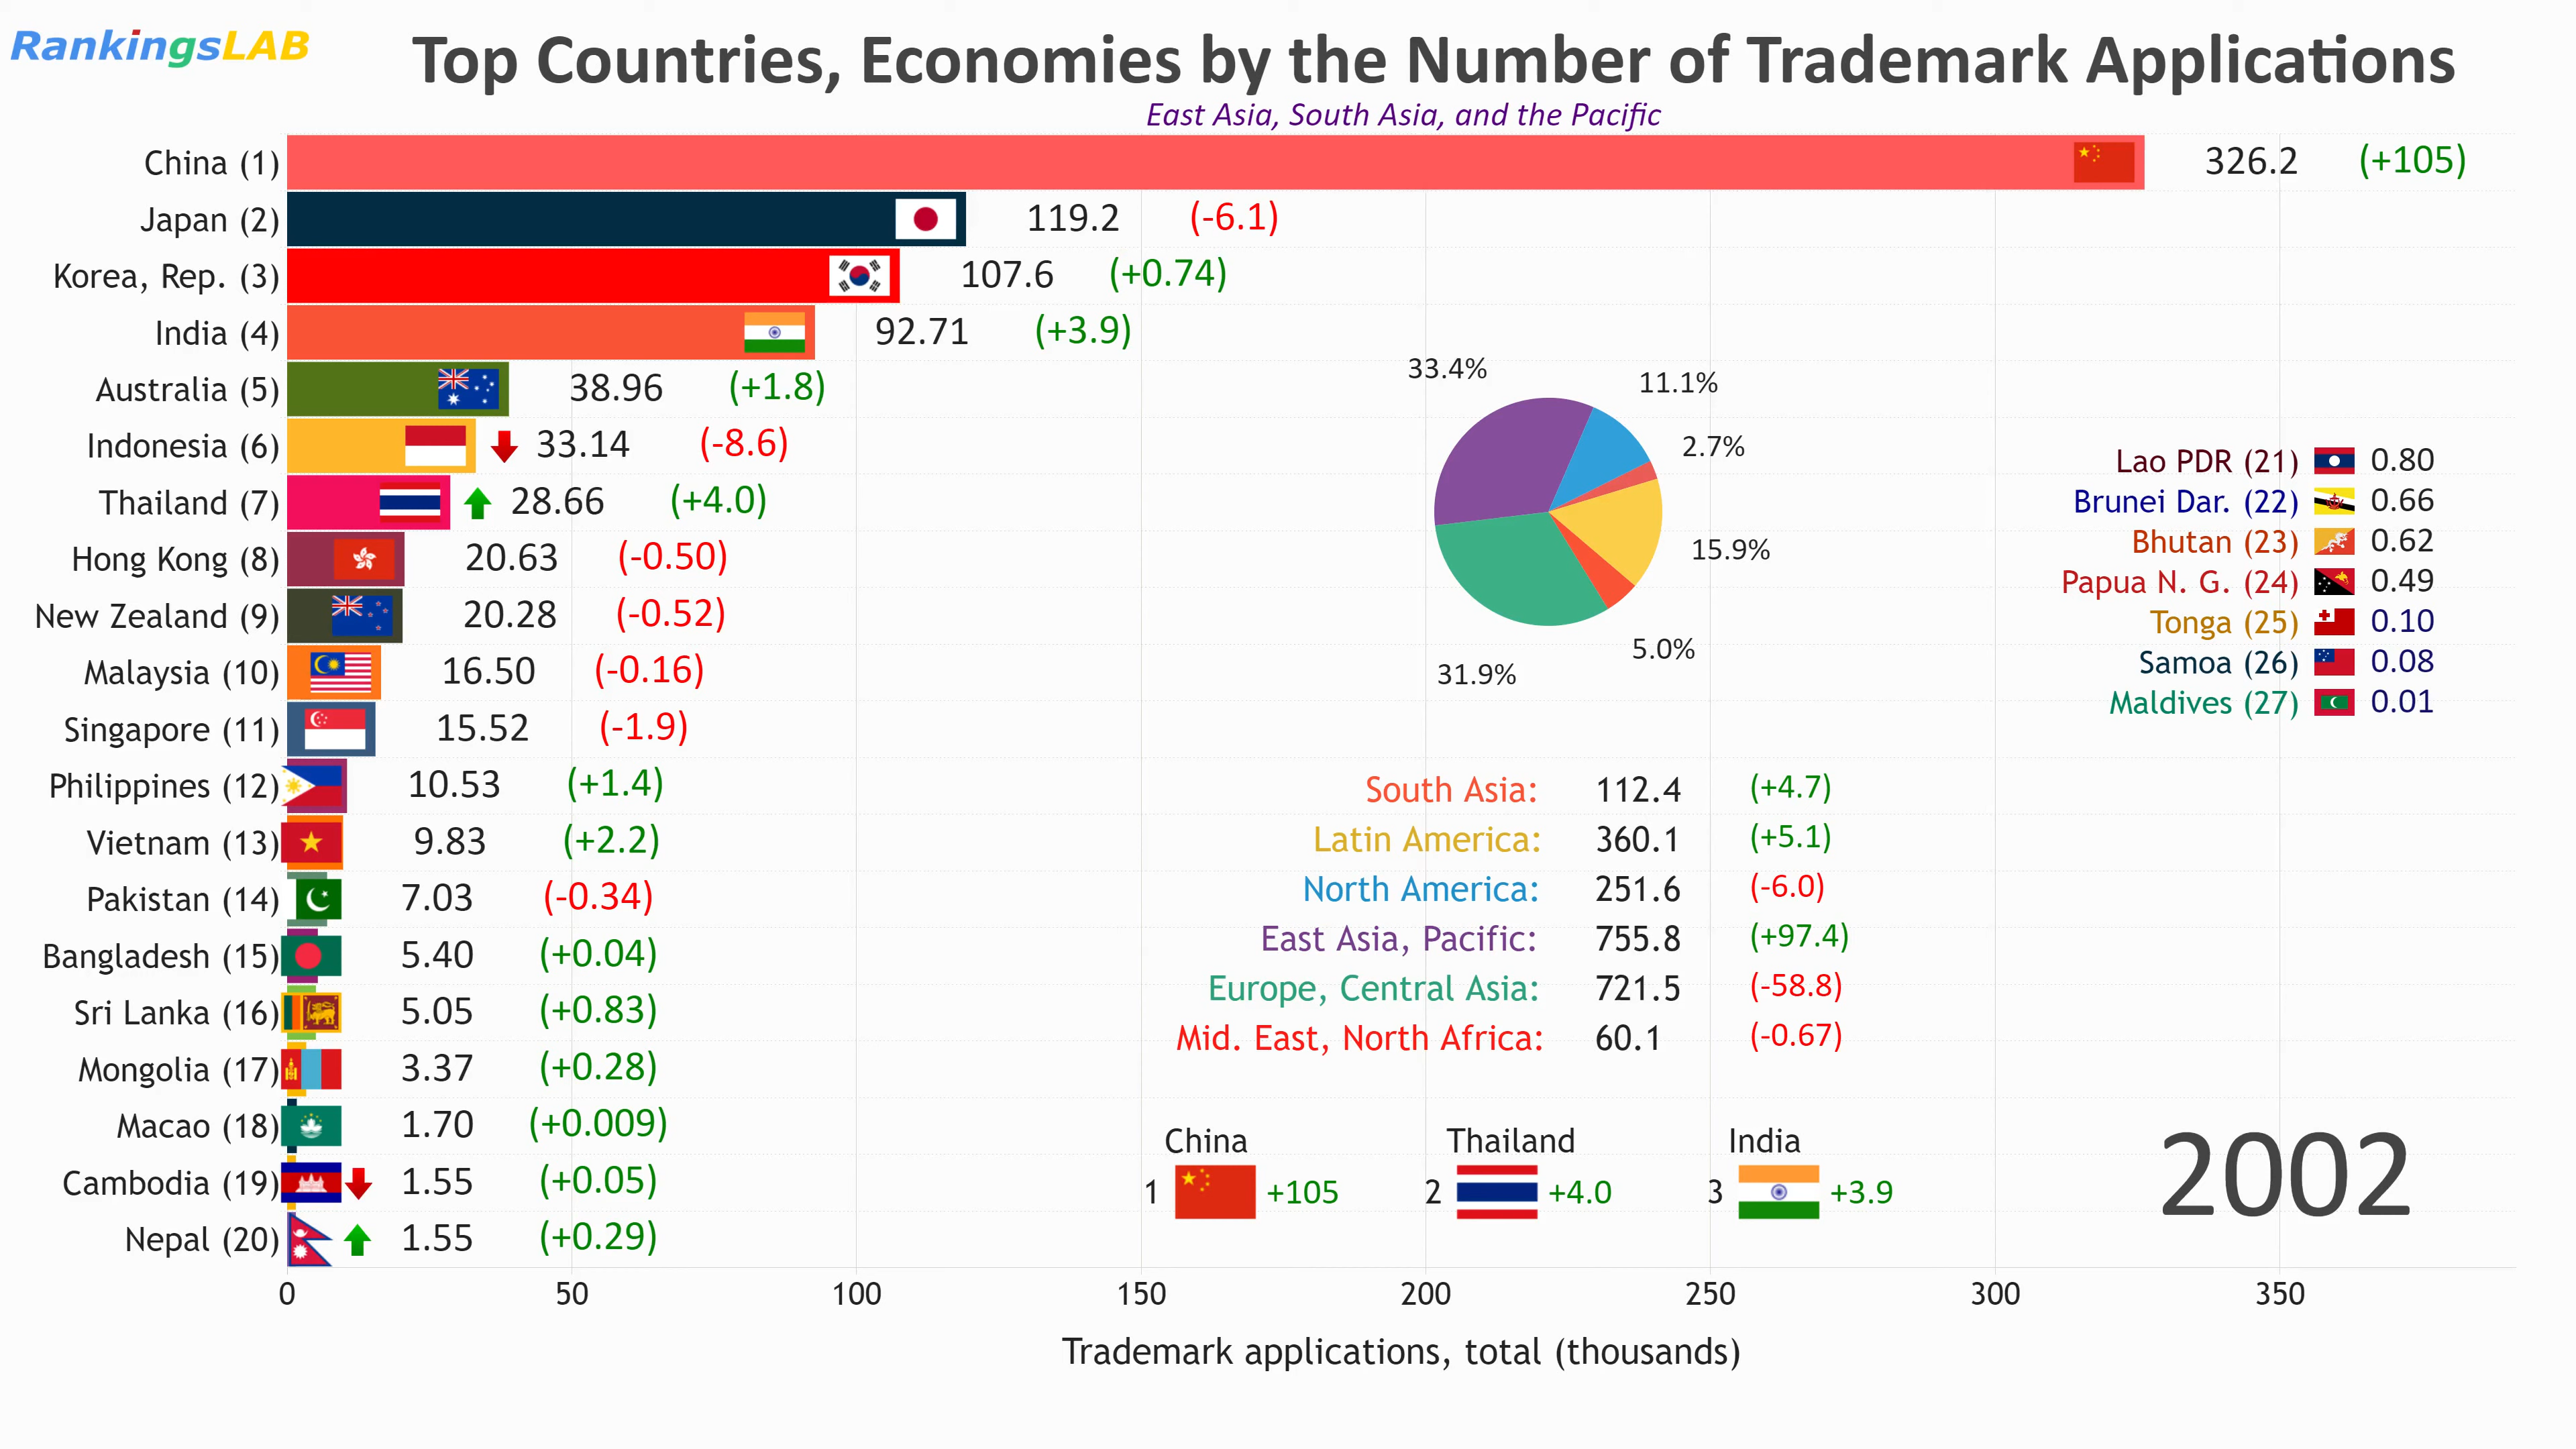 RankingsLAB
Top Countries, Economies by the Number of Trademark Applications
East Asia, South Asia, and the Pacific
China (1) 326.2 (+105)
Japan (2) 119.2 (-6.1)
Korea, Rep. (3) 107.6 (+0.74)
India (4) 92.71 (+3.9)
Australia (5) 38.96 (+1.8)
Indonesia (6) 33.14 (-8.6)
Thailand (7) 28.66 (+4.0)
Hong Kong (8) 20.63 (-0.50)
New Zealand (9) 20.28 (-0.52)
Malaysia (10) 16.50 (-0.16)
Singapore (11) 15.52 (-1.9)
Philippines (12) 10.53 (+1.4)
Vietnam (13) 9.83 (+2.2)
Pakistan (14) 7.03 (-0.34)
Bangladesh (15) 5.40 (+0.04)
Sri Lanka (16) 5.05 (+0.83)
Mongolia (17) 3.37 (+0.28)
Macao (18) 1.70 (+0.009)
Cambodia (19) 1.55 (+0.05)
Nepal (20) 1.55 (+0.29)
33.4%
11.1%
2.7%
15.9%
5.0%
31.9%
Lao PDR (21) 0.80
Brunei Dar. (22) 0.66
Bhutan (23) 0.62
Papua N. G. (24) 0.49
Tonga (25) 0.10
Samoa (26) 0.08
Maldives (27) 0.01
South Asia: 112.4 (+4.7)
Latin America: 360.1 (+5.1)
North America: 251.6 (-6.0)
East Asia, Pacific: 755.8 (+97.4)
Europe, Central Asia: 721.5 (-58.8)
Mid. East, North Africa: 60.1 (-0.67)
China Thailand India
1 +105 2 +4.0 3 +3.9
2002
0 50 100 150 200 250 300 350
Trademark applications, total (thousands)